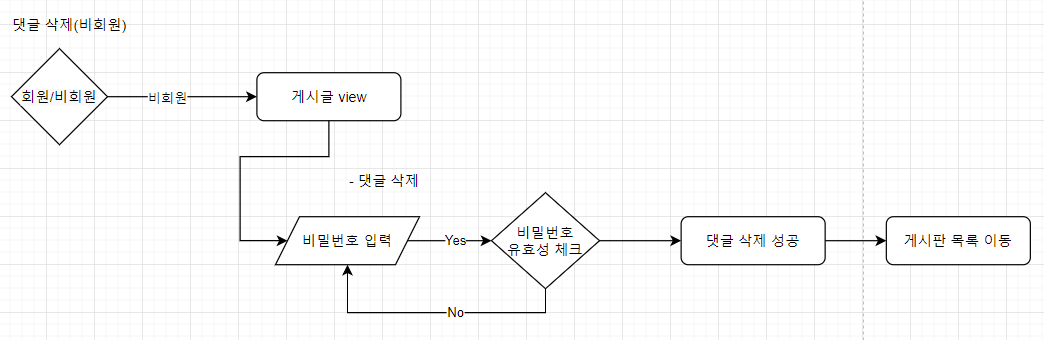 댓글 삭제(비회원)
회원/비회원
비회원
게시글 view
- 댓글 삭제
비밀번호 입력
Yes
비밀번호
유효성 체크
댓글 삭제 성공
게시판 목록 이동
No